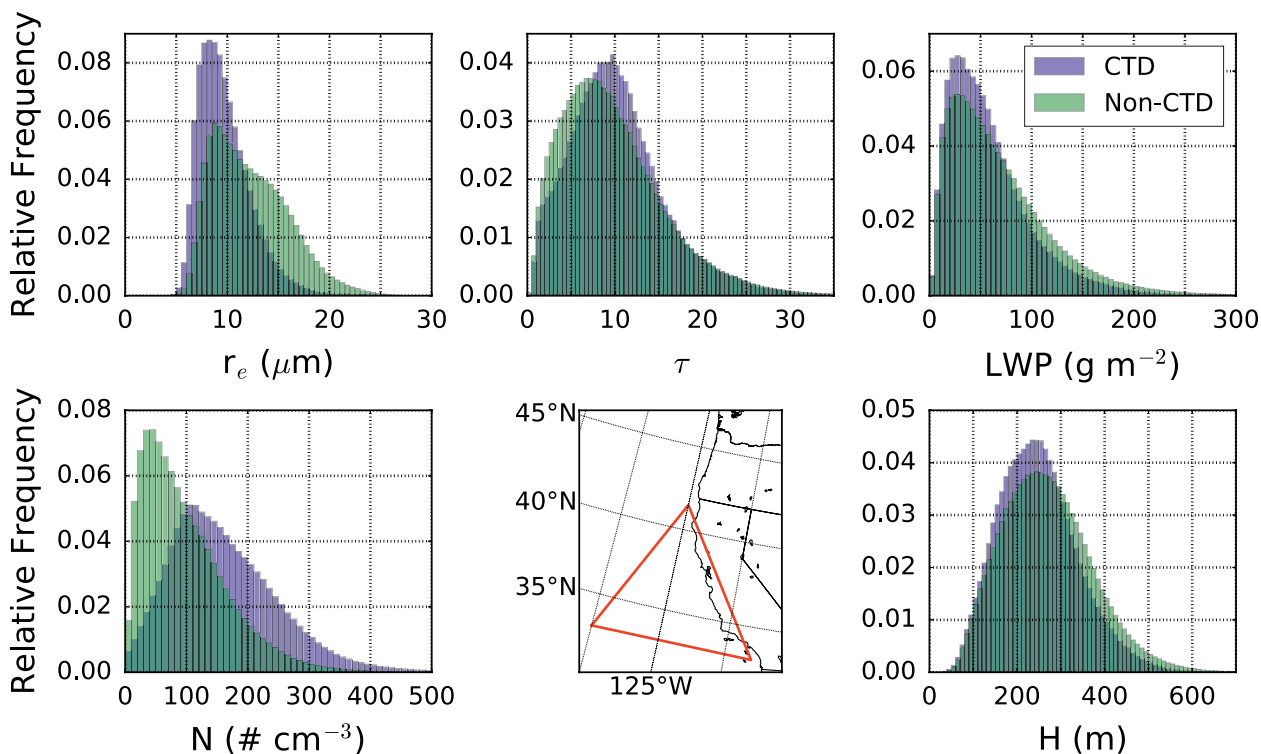 Relative Frequency
0.08
0.06
0.04
0.02
0.00
0 10 20 30
r_e (μm)
0.04
0.03
0.02
0.01
0.00
0 10 20 30
τ
CTD
Non-CTD
0.06
0.04
0.02
0.00
0 100 200 300
LWP (g m⁻²)
Relative Frequency
0.08
0.06
0.04
0.02
0.00
0 100 200 300 400 500
N (# cm⁻³)
45°N
40°N
35°N
125°W
0.05
0.04
0.03
0.02
0.01
0.00
0 200 400 600
H (m)